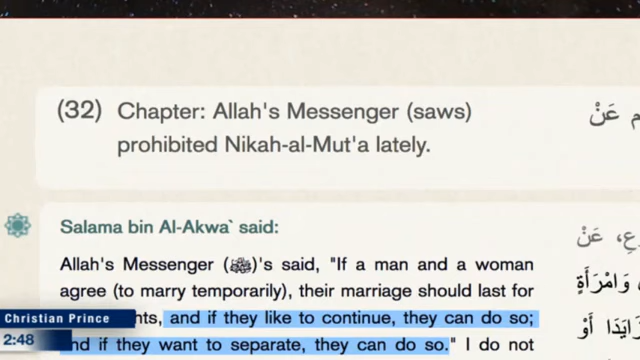 (32) Chapter: Allah's Messenger (saws)
prohibited Nikah-al-Mut'a lately.
م عَنْ
Salama bin Al-Akwa` said:
Allah's Messenger (ﷺ)'s said, "If a man and a woman
agree (to marry temporarily), their marriage should last for
nts, and if they like to continue, they can do so;
and if they want to separate, they can do so." I do not
عَنْ
وَامْرَأَةٍ
أَوْ
Christian Prince
2:48